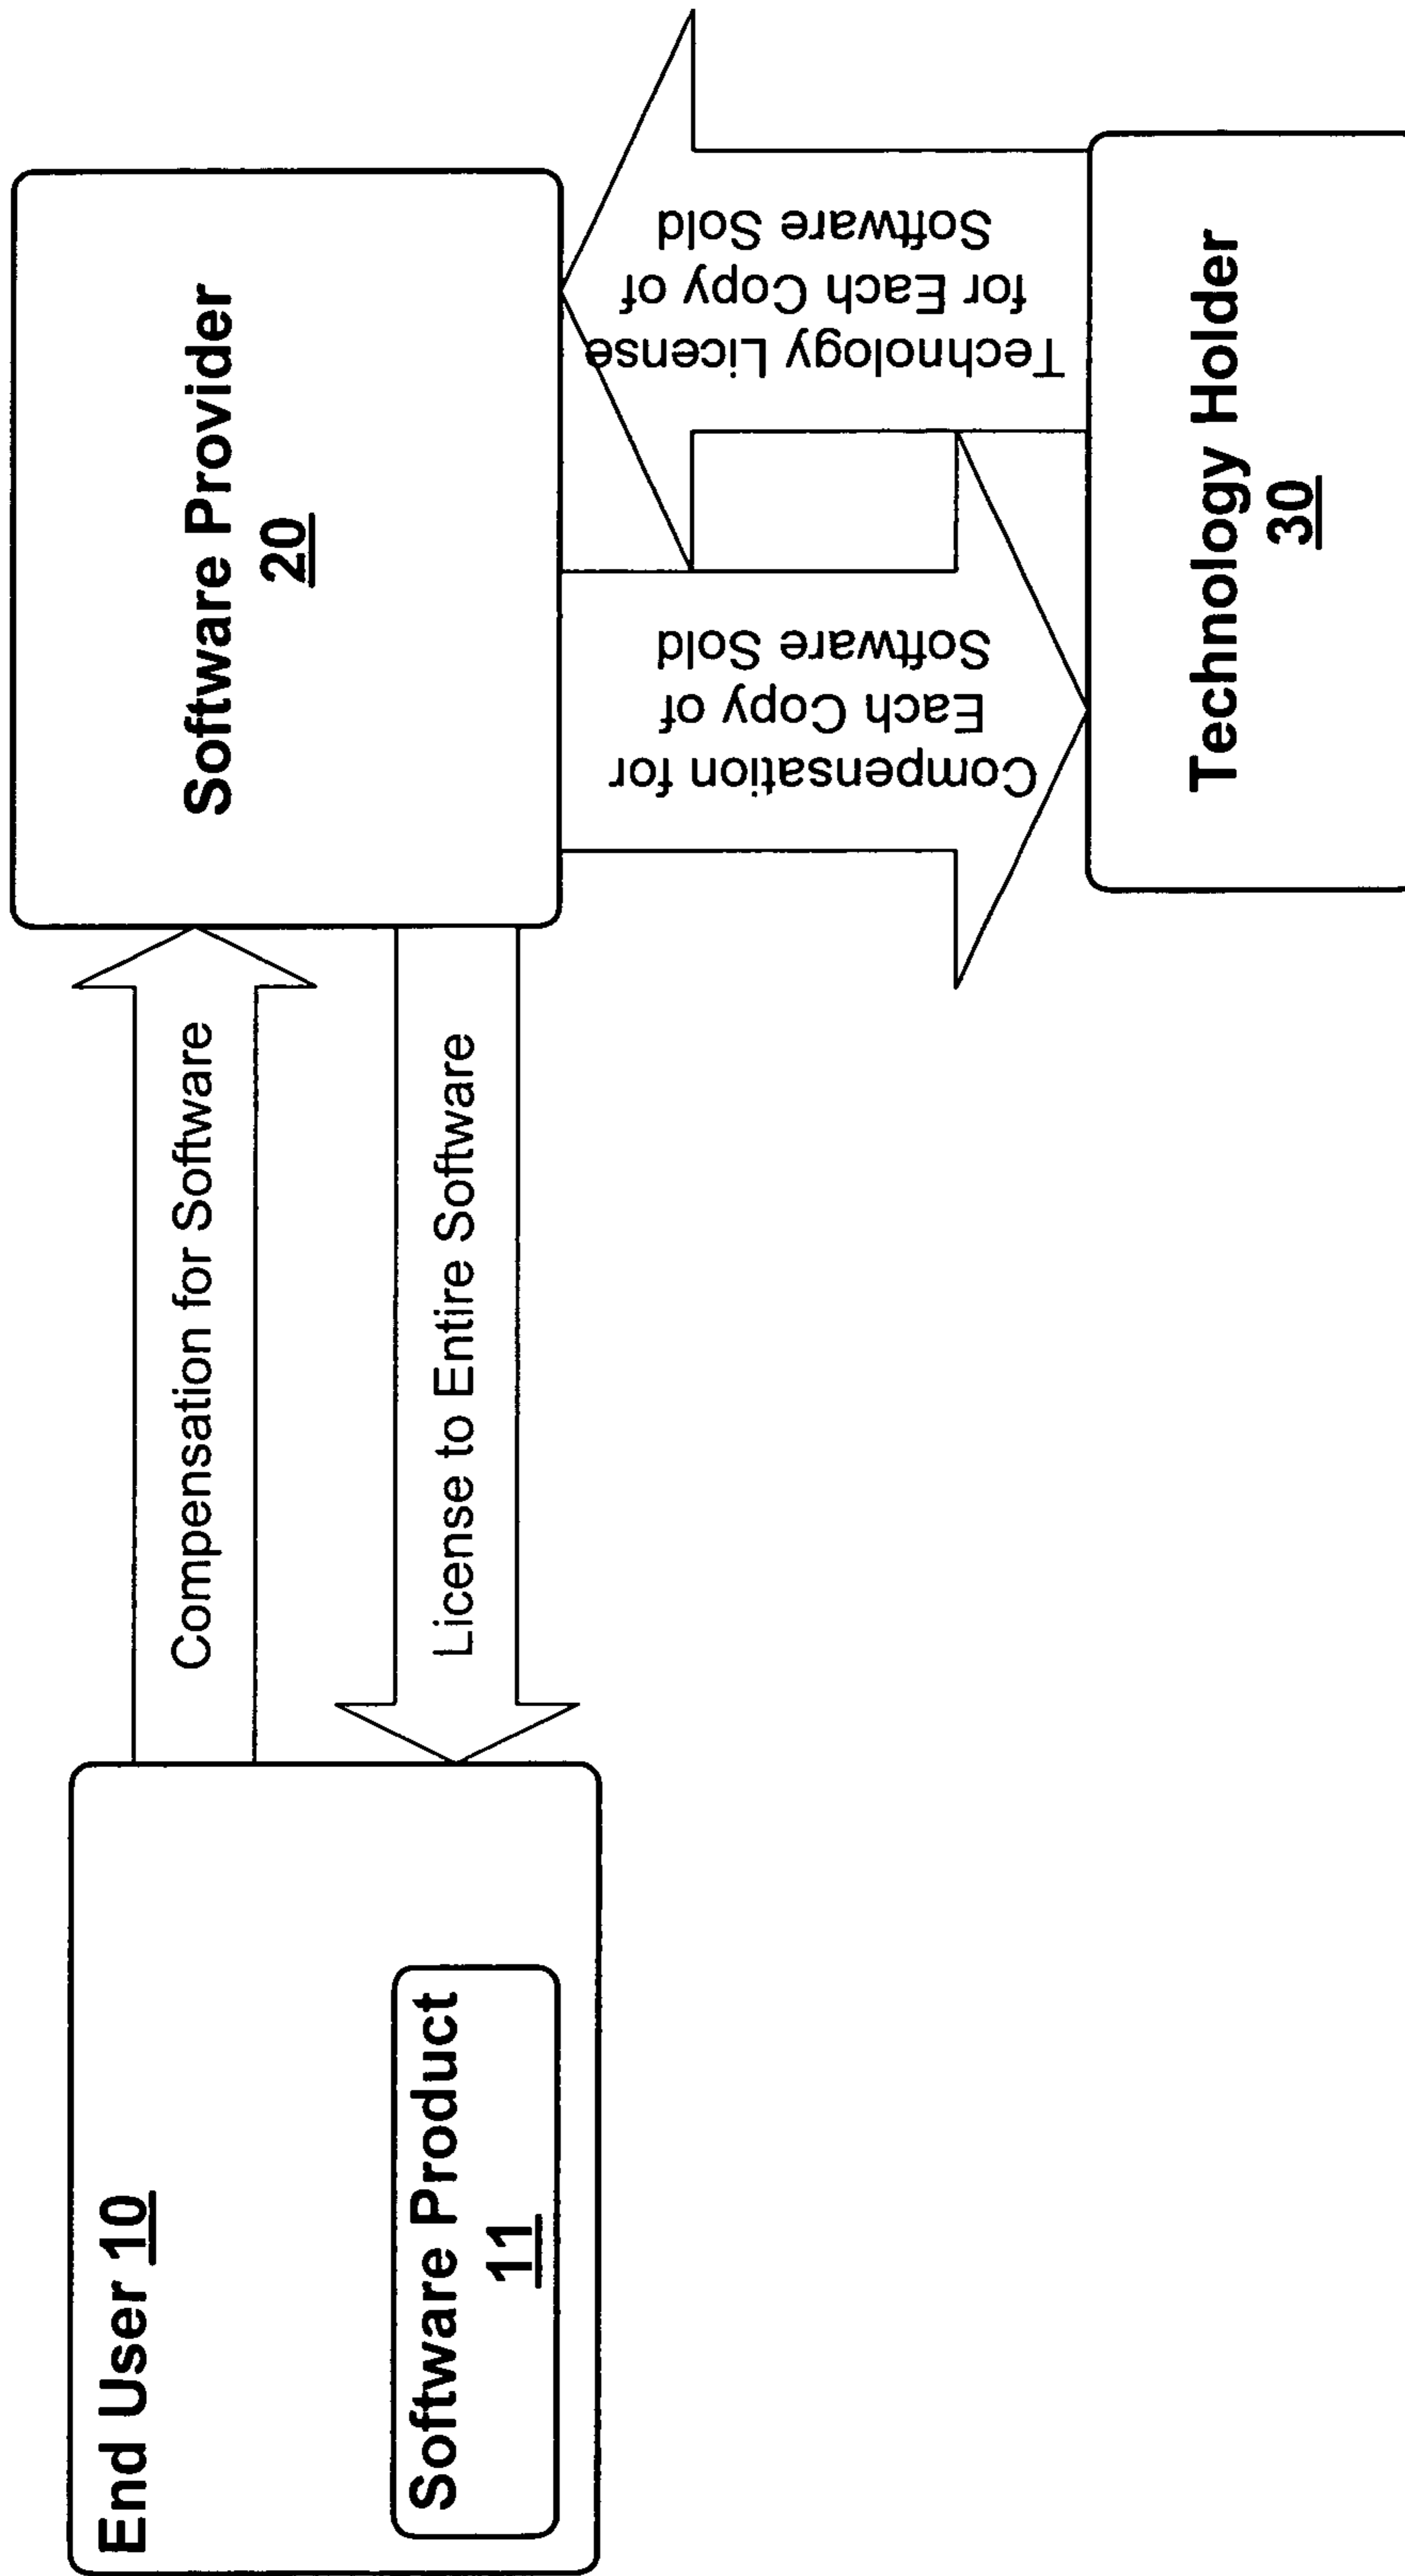 End User 10
Software Product
11
Compensation for Software
License to Entire Software
Software Provider
20
Compensation for
Each Copy of
Software Sold
Technology License
for Each Copy of
Software Sold
Technology Holder
30